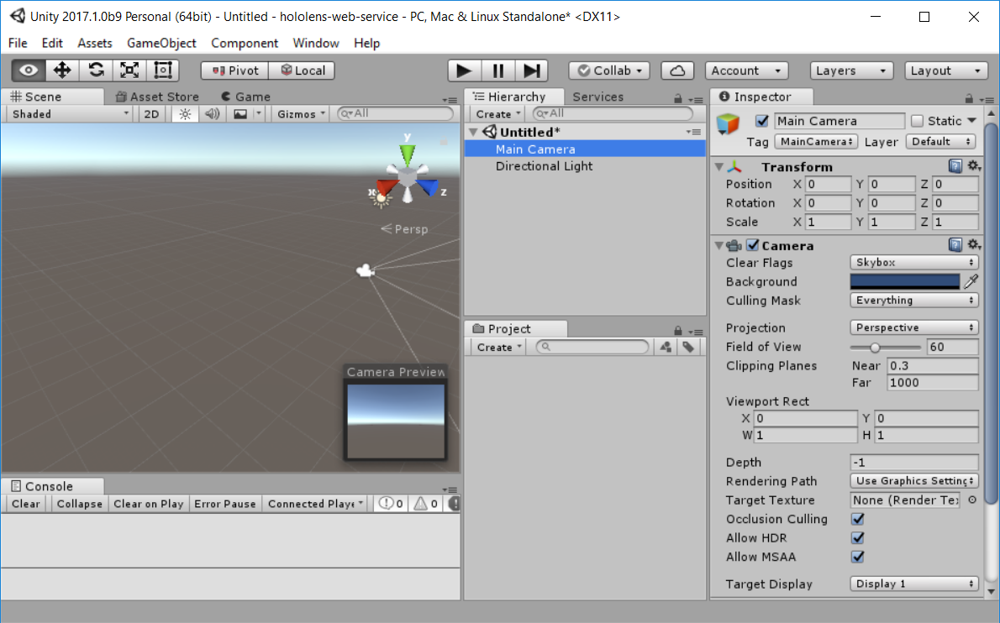 Unity 2017.1.0b9 Personal (64bit) - Untitled - hololens-web-service - PC, Mac & Linux Standalone* <DX11>
File Edit Assets GameObject Component Window Help
Pivot Local Collab Account Layers Layout
Scene Asset Store Game
Shaded 2D Gizmos All
y
x
z
Persp
Camera Preview
Console
Clear Collapse Clear on Play Error Pause Connected Playe 0 0
Hierarchy Services
Create All
Untitled*
Main Camera
Directional Light
Project
Create
Inspector
Main Camera Static
Tag MainCamera Layer Default
Transform
Position X 0 Y 0 Z 0
Rotation X 0 Y 0 Z 0
Scale X 1 Y 1 Z 1
Camera
Clear Flags Skybox
Background
Culling Mask Everything
Projection Perspective
Field of View 60
Clipping Planes Near 0.3
Far 1000
Viewport Rect
X 0 Y 0
W 1 H 1
Depth -1
Rendering Path Use Graphics Setting
Target Texture None (Render Te
Occlusion Culling
Allow HDR
Allow MSAA
Target Display Display 1